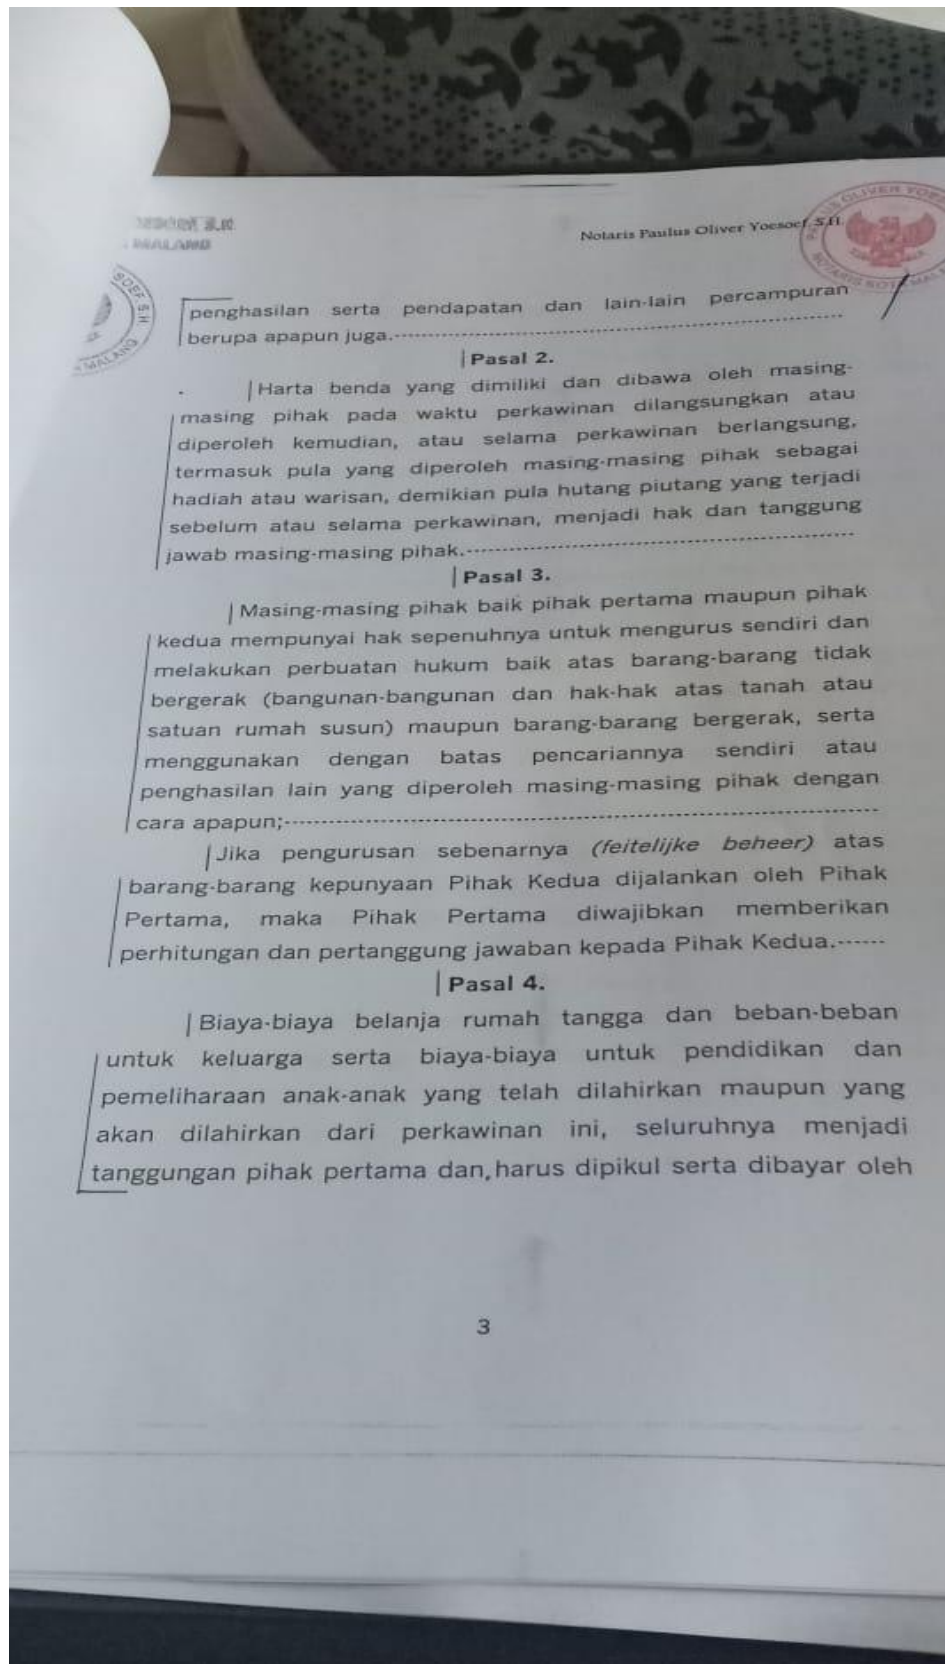 Notaris Paulus Oliver Yoesoef S.H.
MALANG
SOEF. S.H
MALANG
OLIVER YOES
NOTARIS KOTA MALA
penghasilan serta pendapatan dan lain-lain percampuran
berupa apapun juga.
Pasal 2.
Harta benda yang dimiliki dan dibawa oleh masing-
masing pihak pada waktu perkawinan dilangsungkan atau
diperoleh kemudian, atau selama perkawinan berlangsung,
termasuk pula yang diperoleh masing-masing pihak sebagai
hadiah atau warisan, demikian pula hutang piutang yang terjadi
sebelum atau selama perkawinan, menjadi hak dan tanggung
jawab masing-masing pihak.
Pasal 3.
Masing-masing pihak baik pihak pertama maupun pihak
kedua mempunyai hak sepenuhnya untuk mengurus sendiri dan
melakukan perbuatan hukum baik atas barang-barang tidak
bergerak (bangunan-bangunan dan hak-hak atas tanah atau
satuan rumah susun) maupun barang-barang bergerak, serta
menggunakan dengan batas pencariannya sendiri atau
penghasilan lain yang diperoleh masing-masing pihak dengan
cara apapun;
Jika pengurusan sebenarnya (feitelijke beheer) atas
barang-barang kepunyaan Pihak Kedua dijalankan oleh Pihak
Pertama, maka Pihak Pertama diwajibkan memberikan
perhitungan dan pertanggung jawaban kepada Pihak Kedua.
Pasal 4.
Biaya-biaya belanja rumah tangga dan beban-beban
untuk keluarga serta biaya-biaya untuk pendidikan dan
pemeliharaan anak-anak yang telah dilahirkan maupun yang
akan dilahirkan dari perkawinan ini, seluruhnya menjadi
tanggungan pihak pertama dan, harus dipikul serta dibayar oleh
3